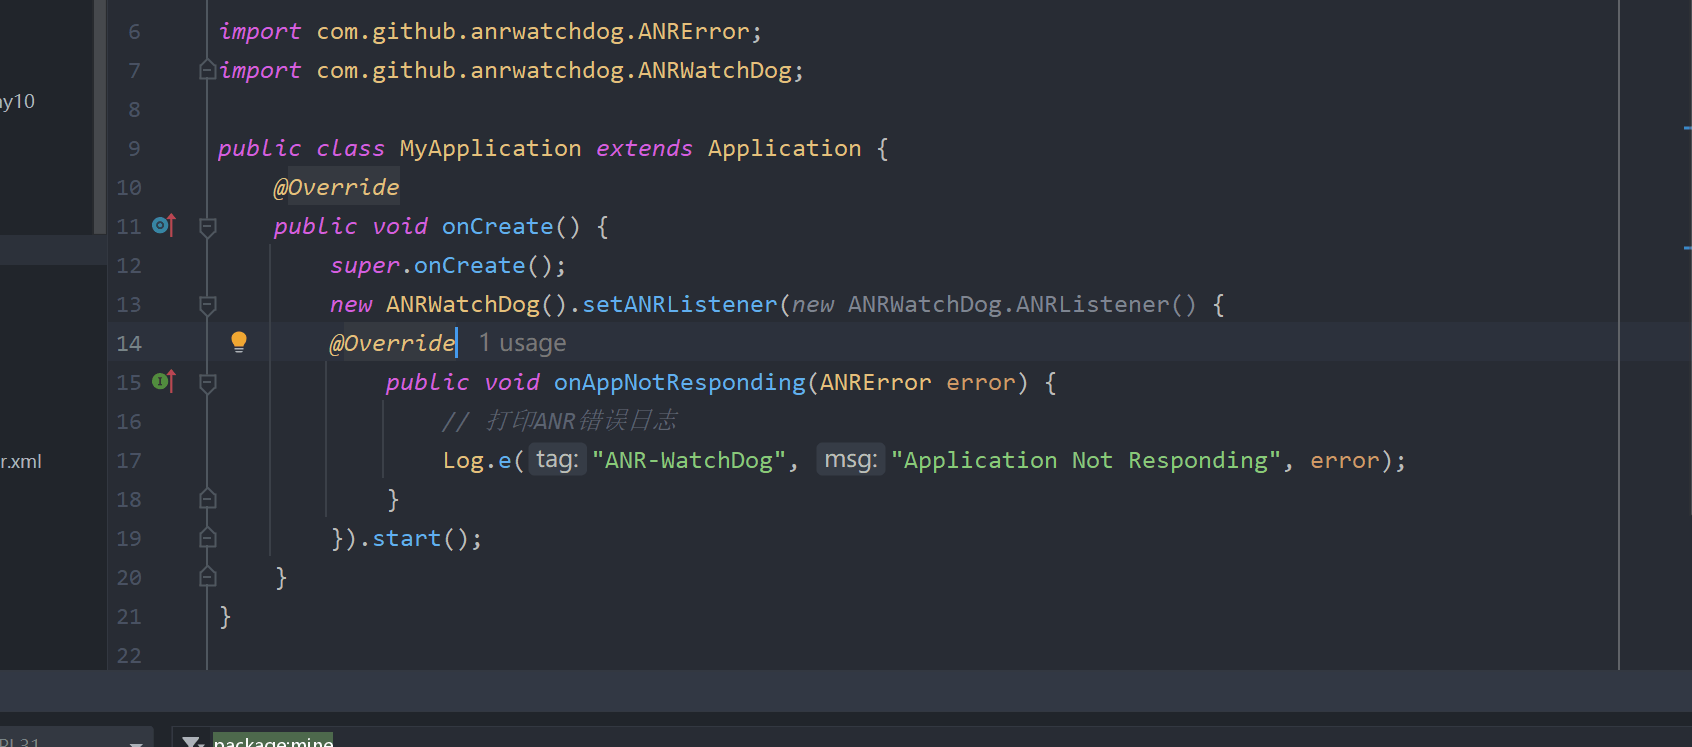 6 import com.github.anrwatchdog.ANRError;
7 import com.github.anrwatchdog.ANRWatchDog;
8
9 public class MyApplication extends Application {
10 @Override
11 public void onCreate() {
12 super.onCreate();
13 new ANRWatchDog().setANRListener(new ANRWatchDog.ANRListener() {
14 @Override 1 usage
15 public void onAppNotResponding(ANRError error) {
16 // 打印ANR错误日志
17 Log.e( tag: "ANR-WatchDog", msg: "Application Not Responding", error);
18 }
19 }).start();
20 }
21 }
22
y10
r.xml
package:mine